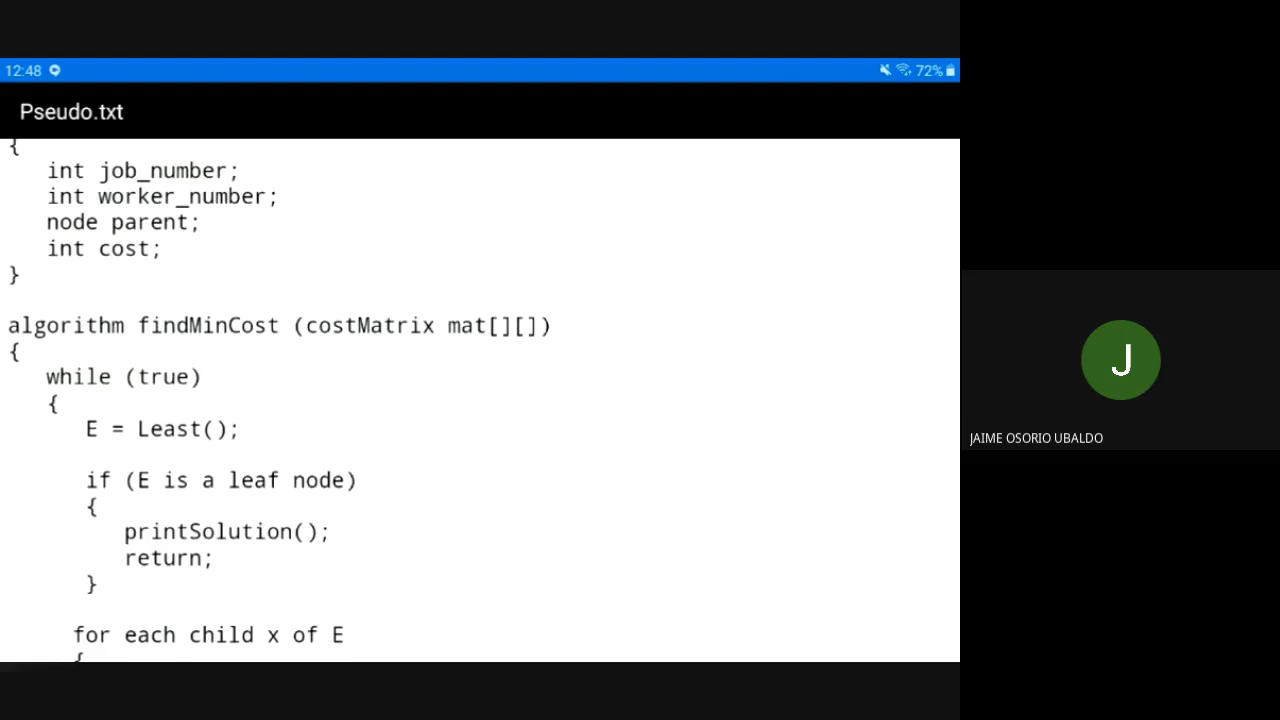 12:48
72%
Pseudo.txt
{
int job_number;
int worker_number;
node parent;
int cost;
}
algorithm findMinCost (costMatrix mat[][])
{
while (true)
{
E = Least();
if (E is a leaf node)
{
printSolution();
return;
}
for each child x of E
{
J
JAIME OSORIO UBALDO